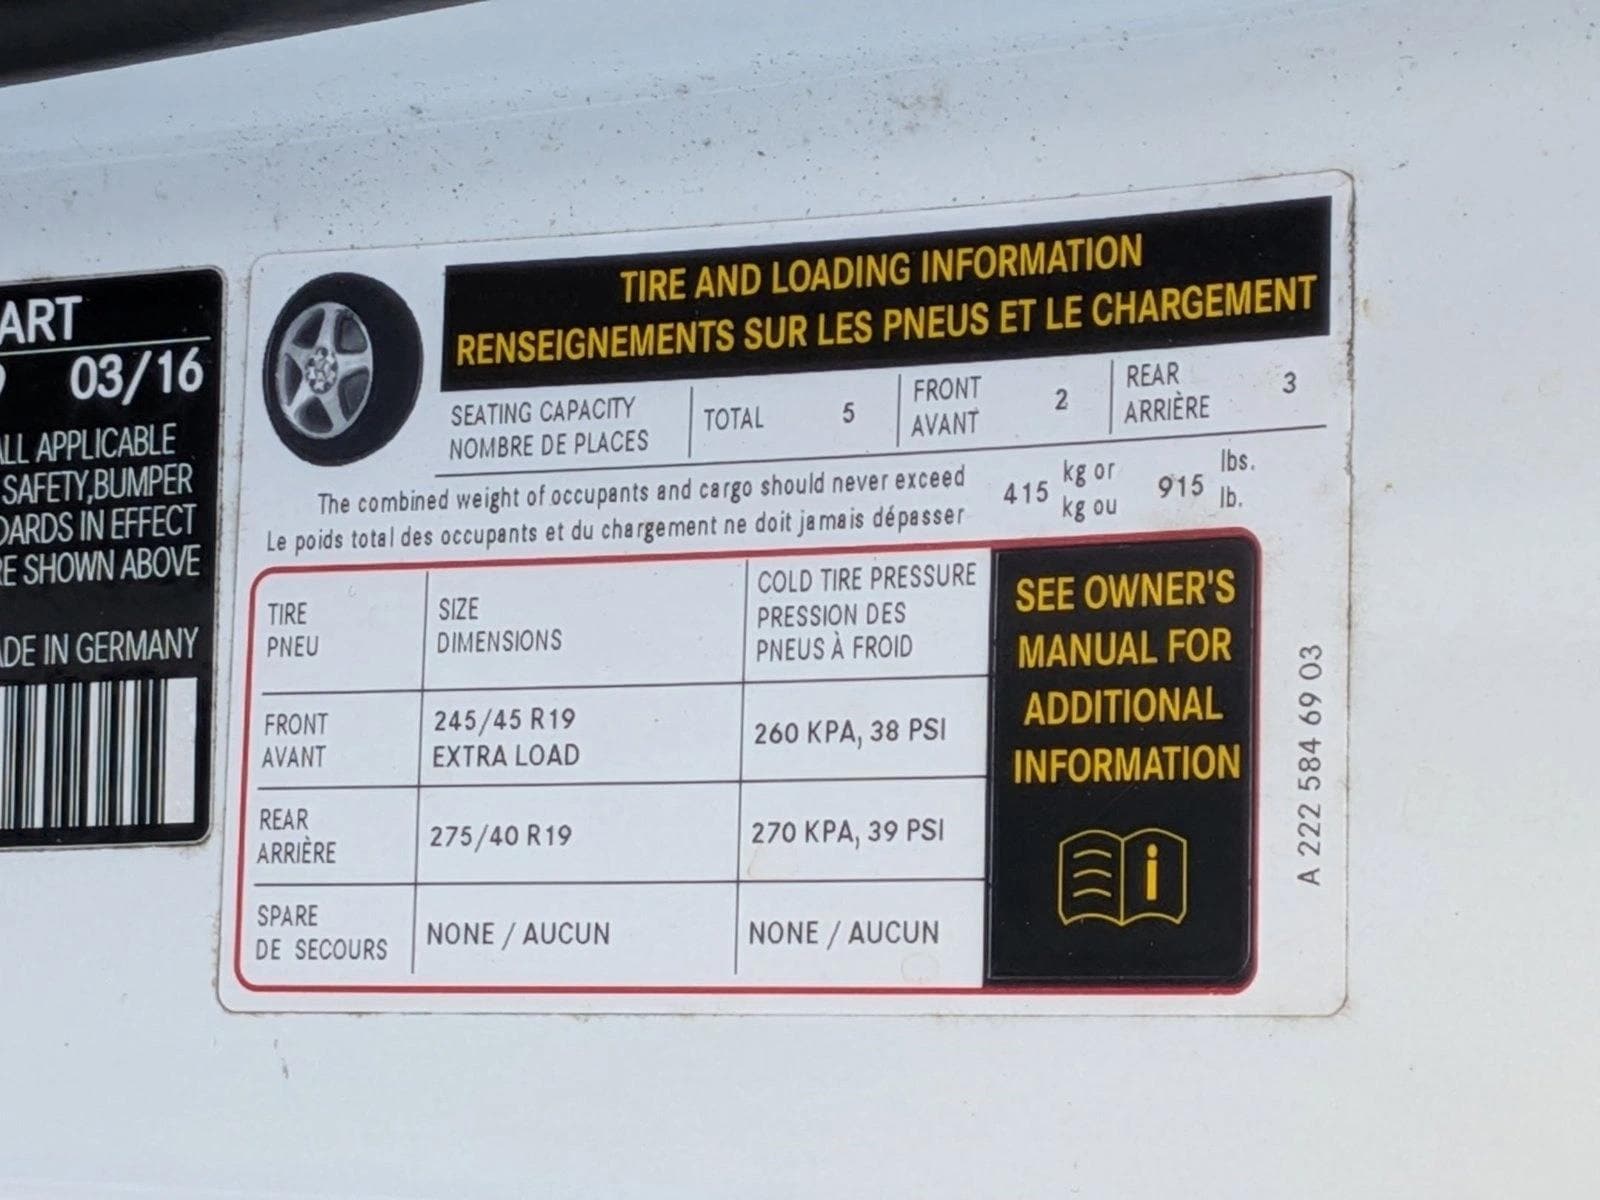 ART
03/16
ALL APPLICABLE
SAFETY,BUMPER
IN EFFECT
SHOWN ABOVE
IN GERMANY
TIRE AND LOADING INFORMATION
RENSEIGNEMENTS SUR LES PNEUS ET LE CHARGEMENT
SEATING CAPACITY
NOMBRE DE PLACES
TOTAL 5
FRONT
AVANT
2
REAR
ARRIÈRE
3
The combined weight of occupants and cargo should never exceed
Le poids total des occupants et du chargement ne doit jamais dépasser
415
kg or
kg ou
915
lbs.
lb.
TIRE
PNEU
SIZE
DIMENSIONS
COLD TIRE PRESSURE
PRESSION DES
PNEUS À FROID
FRONT
AVANT
245/45 R19
EXTRA LOAD
260 KPA, 38 PSI
REAR
ARRIÈRE
275/40 R19
270 KPA, 39 PSI
SPARE
DE SECOURS
NONE / AUCUN
NONE / AUCUN
SEE OWNER'S
MANUAL FOR
ADDITIONAL
INFORMATION
i
A 222 584 69 03